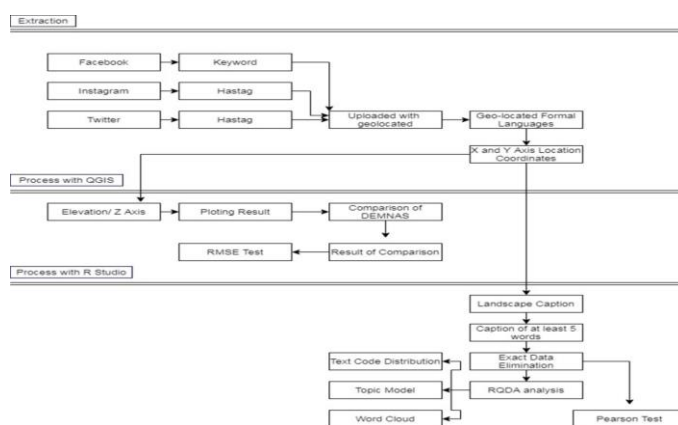 Extraction
Facebook
Keyword
Instagram
Hastag
Twitter
Hastag
Uploaded with
geolocated
Geo-located Formal
Languages
X and Y Axis Location
Coordinates
Process with QGIS
Elevation/ Z Axis
Ploting Result
Comparison of
DEMNAS
RMSE Test
Result of Comparison
Process with R Studio
Landscape Caption
Caption of at least 5
words
Text Code Distribution
Exact Data
Elimination
Topic Model
RQDA analysis
Word Cloud
Pearson Test